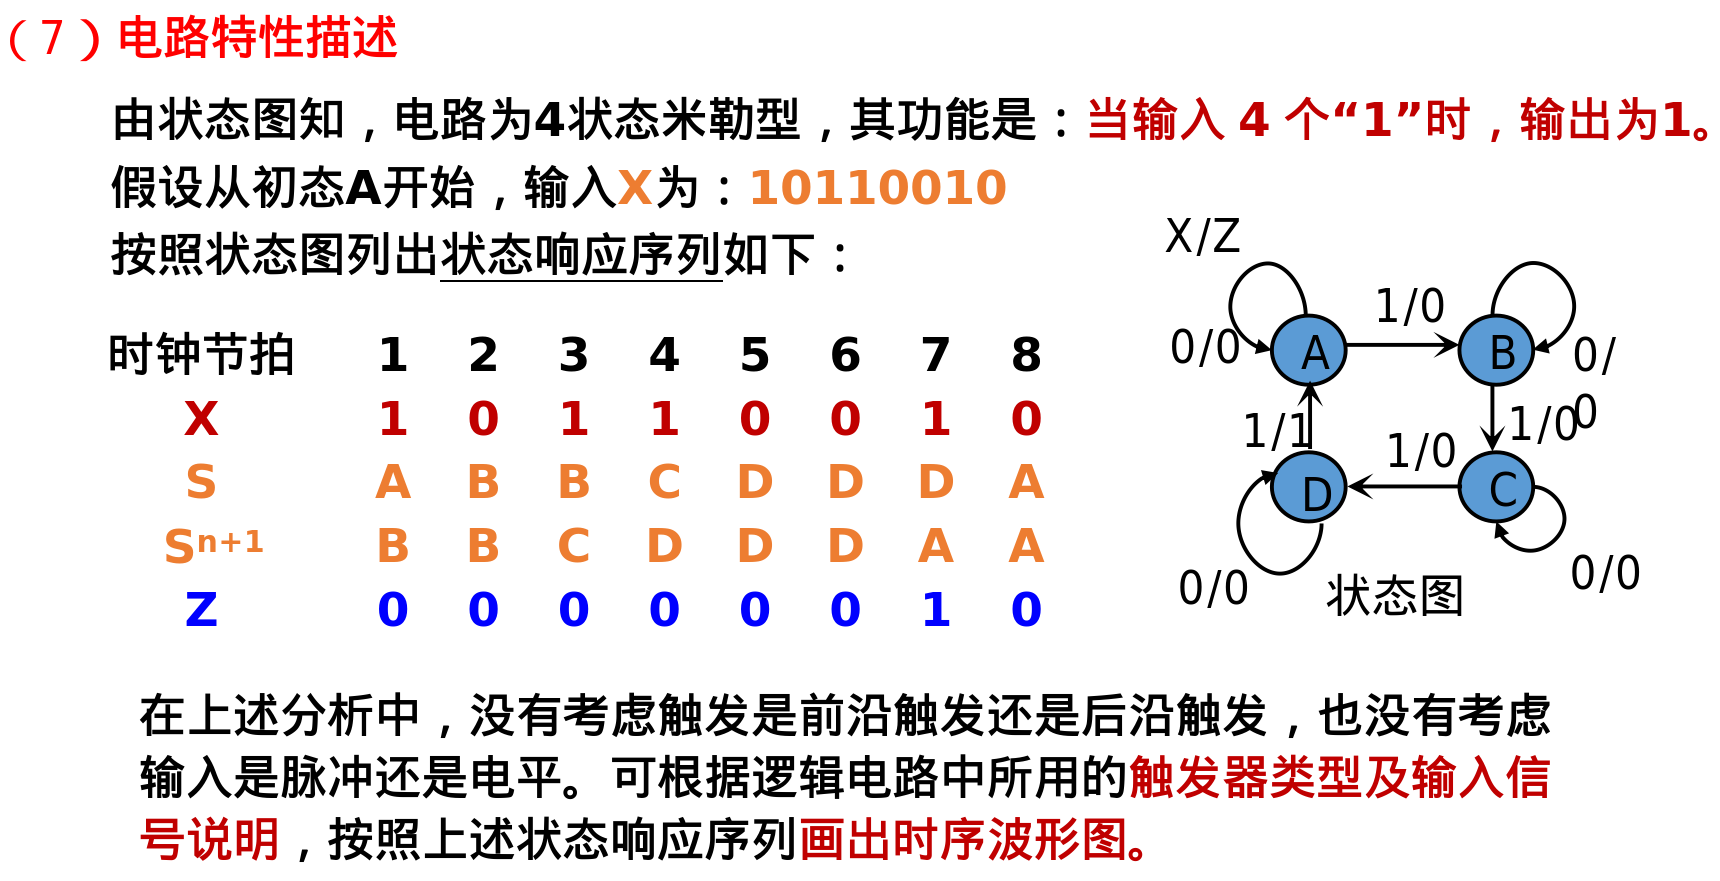 （7）电路特性描述
由状态图知，电路为4状态米勒型，其功能是：当输入 4 个“1”时，输出为1。
假设从初态A开始，输入X为：10110010
按照状态图列出状态响应序列如下：
时钟节拍 1 2 3 4 5 6 7 8
X 1 0 1 1 0 0 1 0
S A B B C D D D A
Sⁿ⁺¹ B B C D D D A A
Z 0 0 0 0 0 0 1 0
X/Z
1/0
0/0
A
B
0/
0
1/1
1/0
1/0
D
C
0/0
0/0
状态图
在上述分析中，没有考虑触发是前沿触发还是后沿触发，也没有考虑
输入是脉冲还是电平。可根据逻辑电路中所用的触发器类型及输入信
号说明，按照上述状态响应序列画出时序波形图。